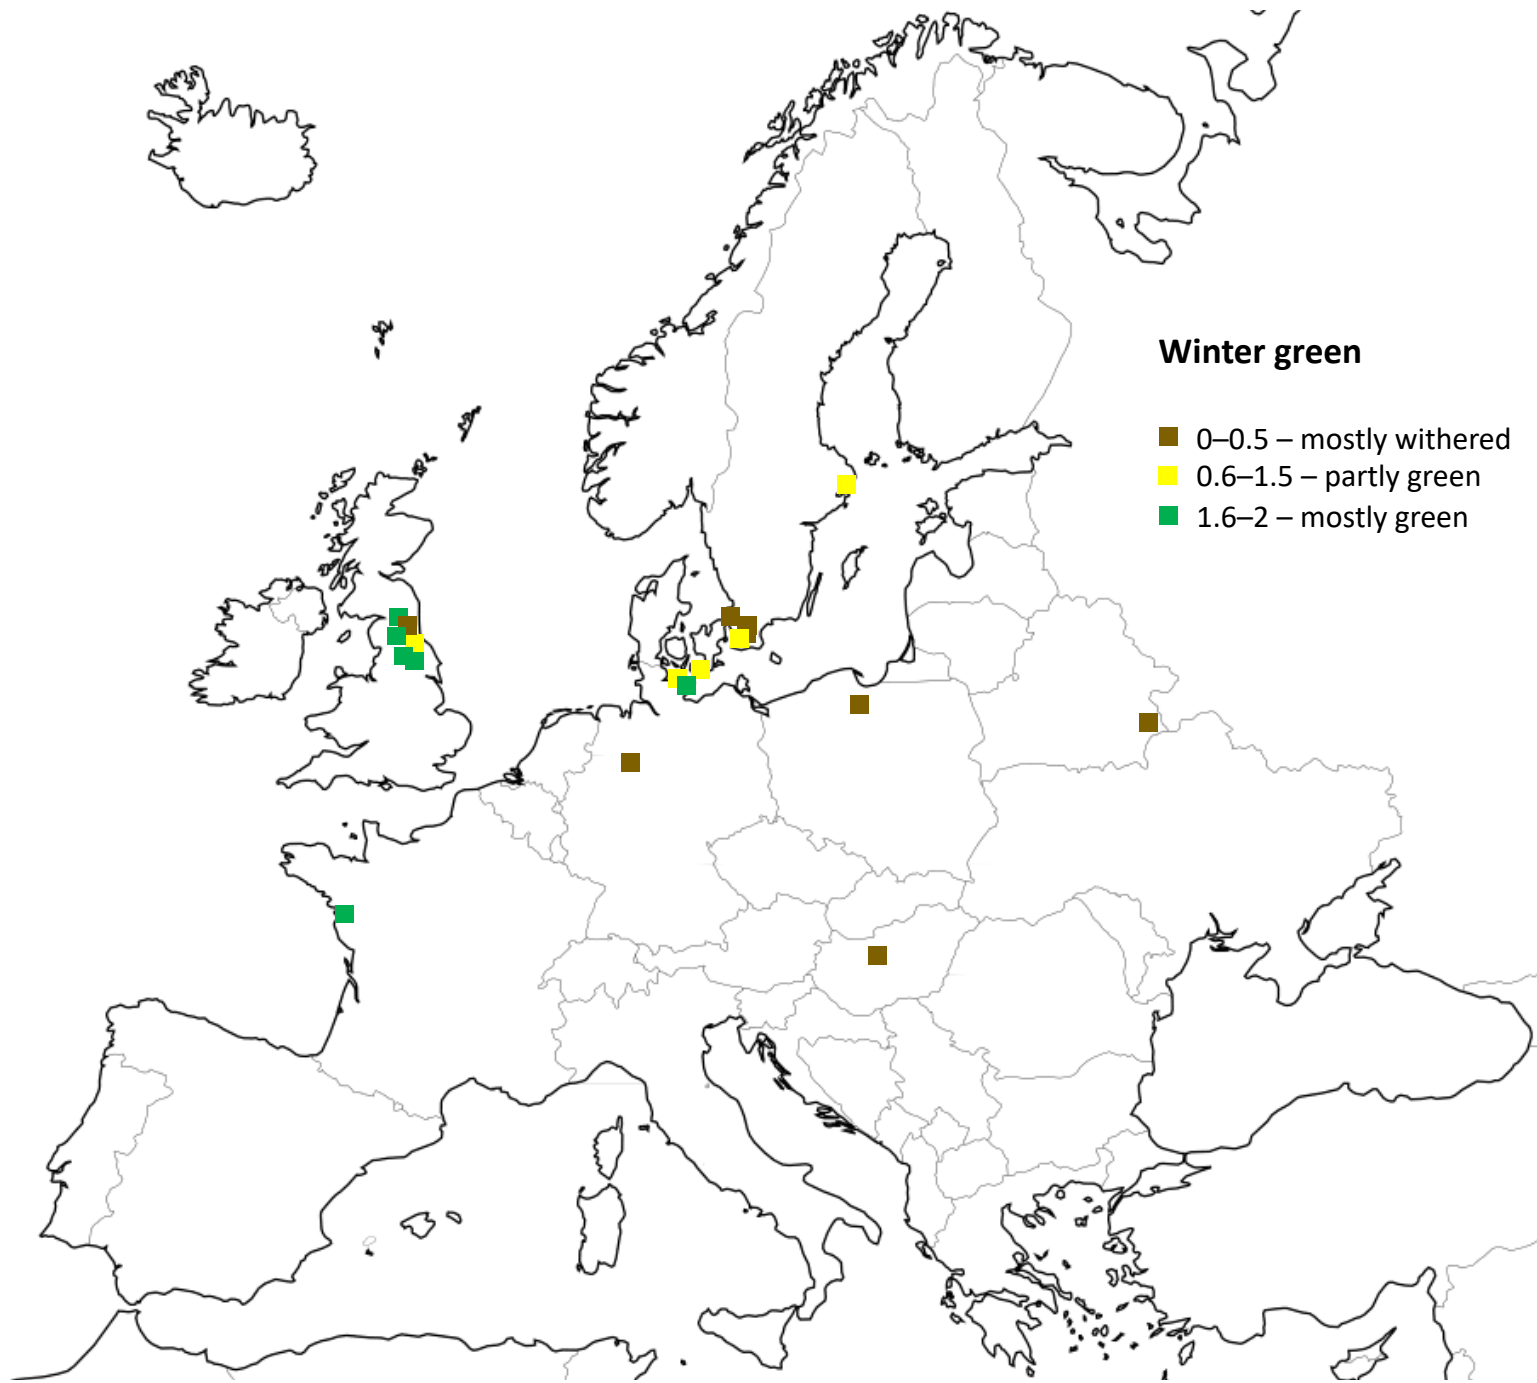 Winter green
0–0.5 – mostly withered
0.6–1.5 – partly green
1.6–2 – mostly green